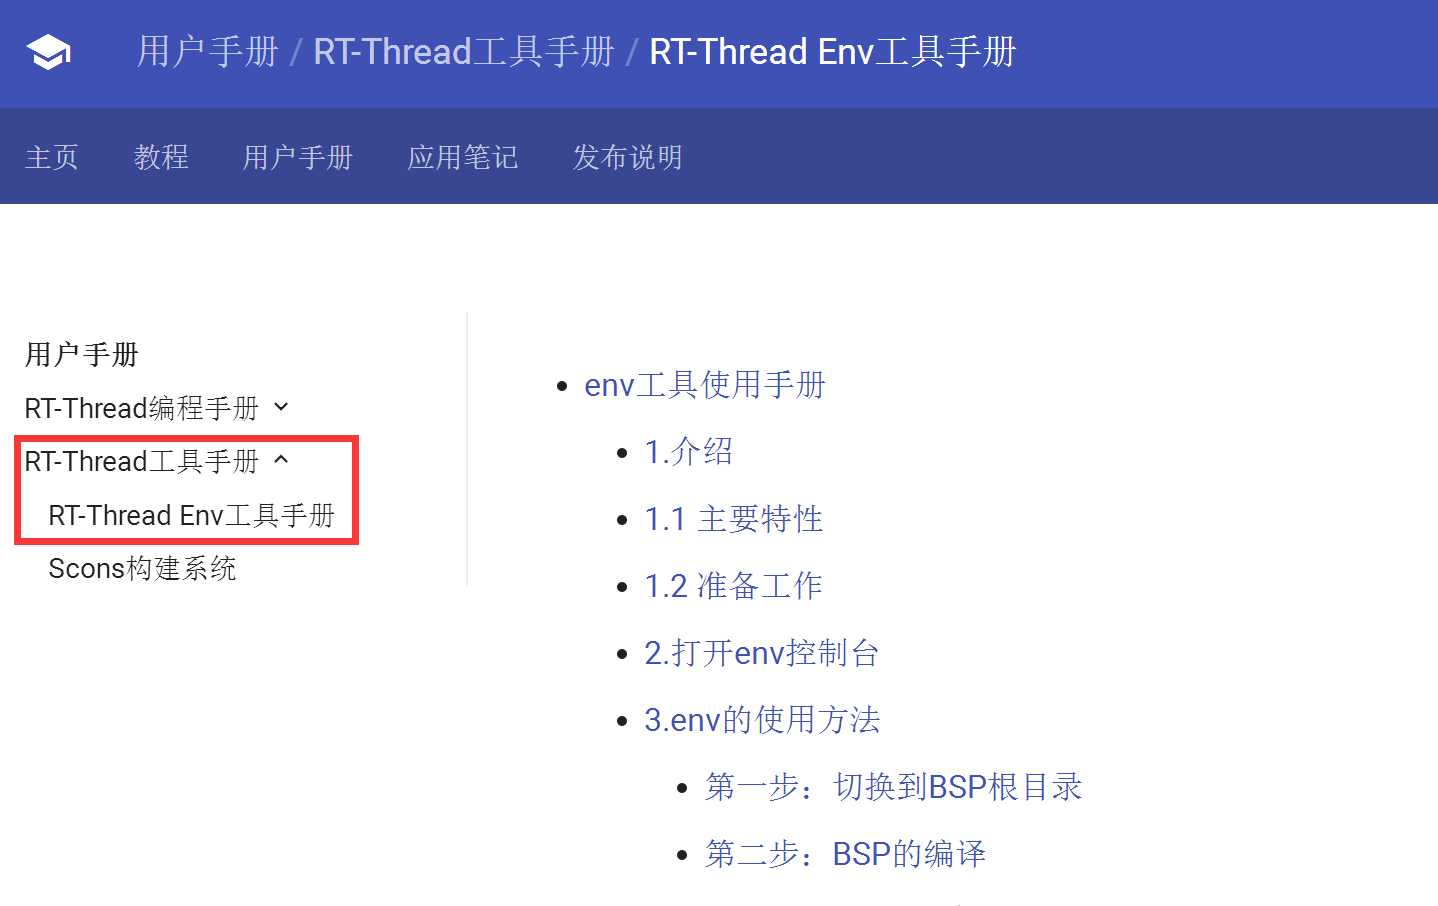 用户手册 / RT-Thread工具手册 / RT-Thread Env工具手册
主页 教程 用户手册 应用笔记 发布说明
用户手册
RT-Thread编程手册
RT-Thread工具手册
RT-Thread Env工具手册
Scons构建系统
env工具使用手册
1.介绍
1.1 主要特性
1.2 准备工作
2.打开env控制台
3.env的使用方法
第一步：切换到BSP根目录
第二步：BSP的编译